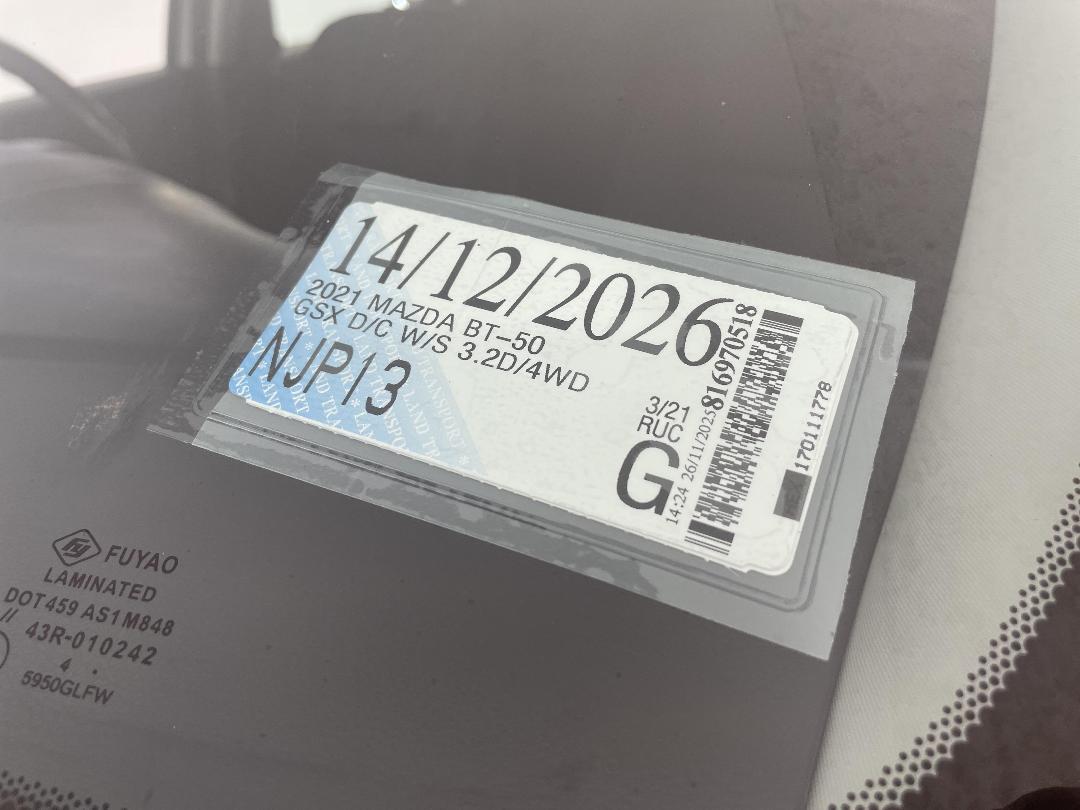 14/12/2026
2021 MAZDA BT-50
GSX D/C W/S 3.2D/4WD
NJP13
3/21
RUC
G
14:24 26/11/2025
816970518
170111778
FUYAO
LAMINATED
DOT459 AS1 M848
// 43R-010242
4 .
5950GLFW